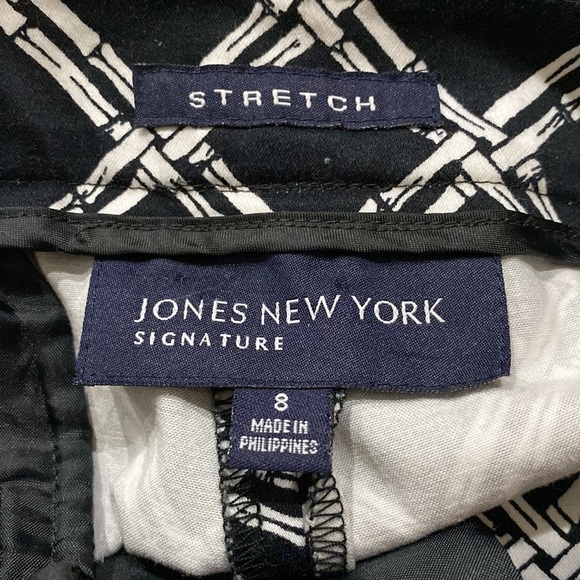 STRETCH
JONES NEW YORK
SIGNATURE
8
MADE IN
PHILIPPINES